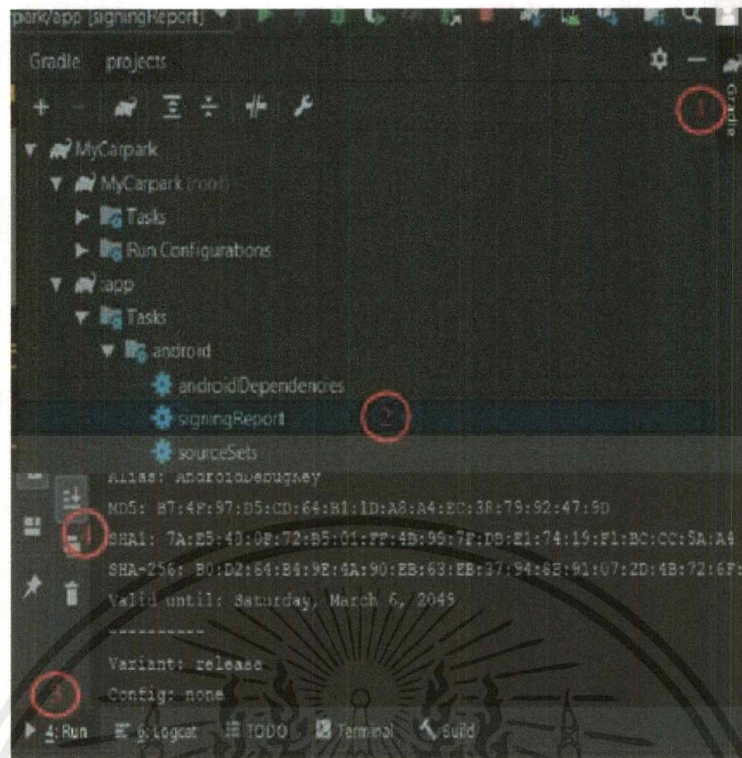 park/app [signingReport]
Gradle projects
1
Gradle
MyCarpark
MyCarpark (root)
Tasks
Run Configurations
:app
Tasks
android
androidDependencies
signingReport 2
sourceSets
Alias: AndroidDebugKey
MD5: B7:4F:97:D5:CD:64:B1:1D:A8:A4:EC:38:79:92:47:9D
4
SHA1: 7A:E5:48:0F:72:B5:01:FF:4B:99:7F:DB:E1:74:19:F1:BC:CC:5A:A4
SHA-256: B0:D2:64:B4:9E:4A:90:EB:63:EB:37:94:8B:91:07:2D:4B:72:6F:
Valid until: Saturday, March 6, 2049
----------
Variant: release
3
Config: none
4: Run 6: Logcat TODO Terminal Build